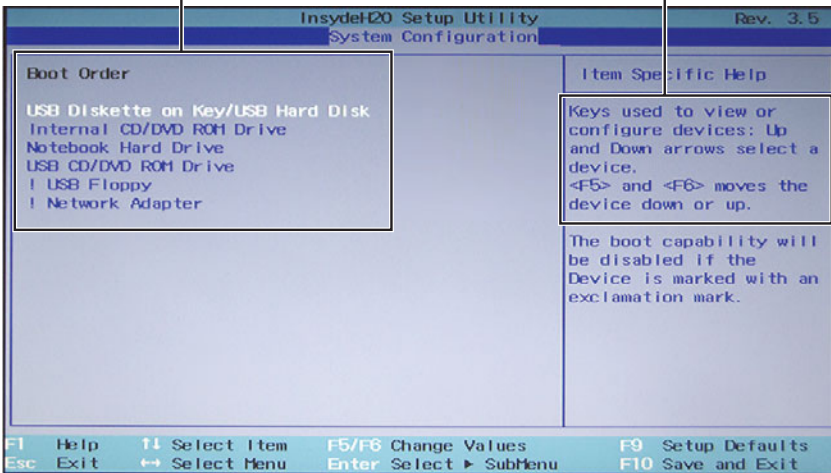 InsydeH20 Setup Utility Rev. 3.5
System Configuration
Boot Order
USB Diskette on Key/USB Hard Disk
Internal CD/DVD ROM Drive
Notebook Hard Drive
USB CD/DVD ROM Drive
! USB Floppy
! Network Adapter
Item Specific Help
Keys used to view or
configure devices: Up
and Down arrows select a
device.
<F5> and <F6> moves the
device down or up.
The boot capability will
be disabled if the
Device is marked with an
exclamation mark.
F1 Help ↑↓ Select Item F5/F6 Change Values F9 Setup Defaults
Esc Exit ↔ Select Menu Enter Select ▶ SubMenu F10 Save and Exit